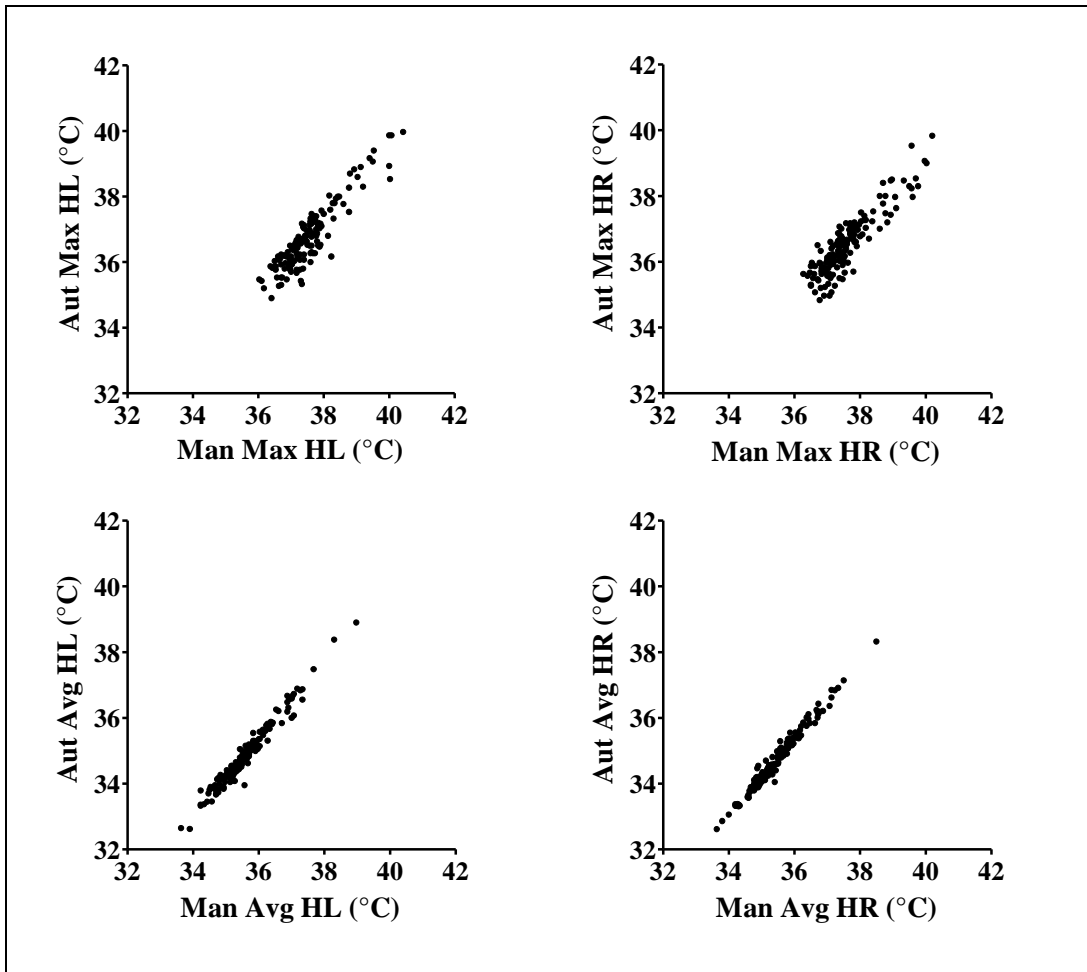 Aut Max HL (°C)
42
40
38
36
34
32
32 34 36 38 40 42
Man Max HL (°C)
Aut Max HR (°C)
42
40
38
36
34
32
32 34 36 38 40 42
Man Max HR (°C)
Aut Avg HL (°C)
42
40
38
36
34
32
32 34 36 38 40 42
Man Avg HL (°C)
Aut Avg HR (°C)
42
40
38
36
34
32
32 34 36 38 40 42
Man Avg HR (°C)